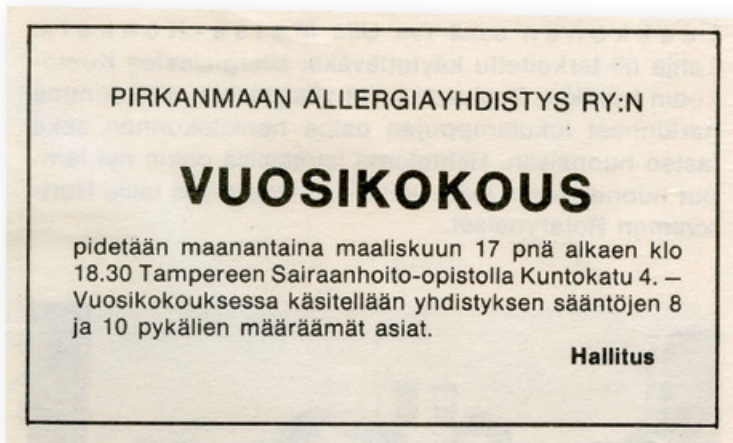 PIRKANMAAN ALLERGIAYHDISTYS RY:N
VUOSIKOKOUS
pidetään maanantaina maaliskuun 17 pnä alkaen klo
18.30 Tampereen Sairaanhoito-opistolla Kuntokatu 4. —
Vuosikokouksessa käsitellään yhdistyksen sääntöjen 8
ja 10 pykälien määräämät asiat.
Hallitus